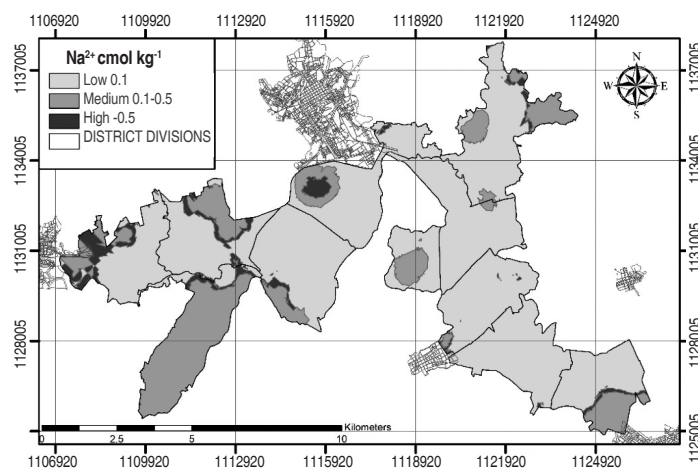 1106920 1109920 1112920 1115920 1118920 1121920 1124920
Na²⁺ cmol kg⁻¹
Low 0.1
Medium 0.1-0.5
High -0.5
DISTRICT DIVISIONS
N
W E
S
1137005 1137005
1134005 1134005
1131005 1131005
1128005 1128005
1125005 1125005
Kilometers
0 2.5 5 10
1106920 1109920 1112920 1115920 1118920 1121920 1124920